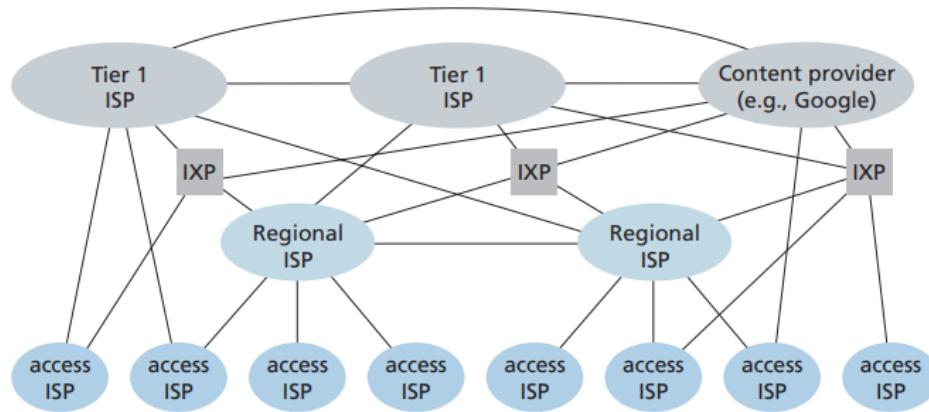 Tier 1
ISP
Tier 1
ISP
Content provider
(e.g., Google)
IXP
IXP
IXP
Regional
ISP
Regional
ISP
access
ISP
access
ISP
access
ISP
access
ISP
access
ISP
access
ISP
access
ISP
access
ISP